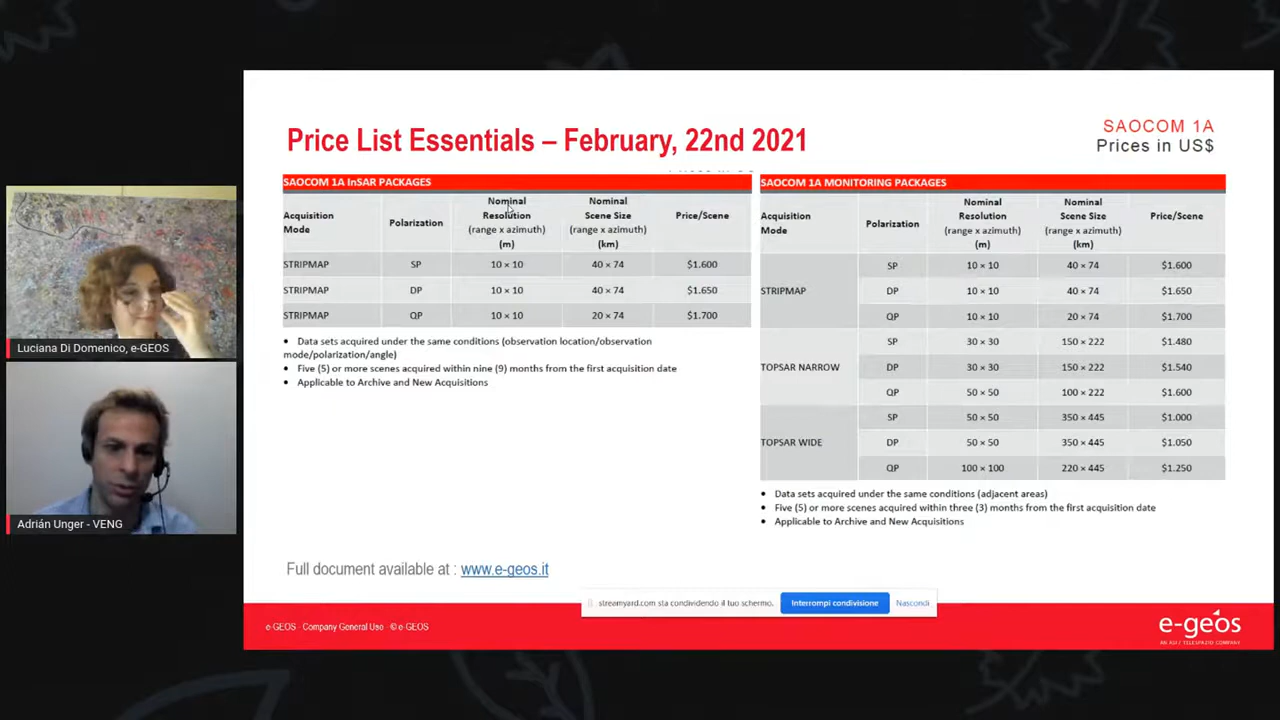 Price List Essentials – February, 22nd 2021
SAOCOM 1A
Prices in US$
SAOCOM 1A InSAR PACKAGES
Acquisition Mode Polarization Nominal Resolution (range x azimuth) (m) Nominal Scene Size (range x azimuth) (km) Price/Scene
STRIPMAP SP 10 × 10 40 × 74 $1.600
STRIPMAP DP 10 × 10 40 × 74 $1.650
STRIPMAP QP 10 × 10 20 × 74 $1.700
• Data sets acquired under the same conditions (observation location/observation
mode/polarization/angle)
• Five (5) or more scenes acquired within nine (9) months from the first acquisition date
• Applicable to Archive and New Acquisitions
SAOCOM 1A MONITORING PACKAGES
Acquisition Mode Polarization Nominal Resolution (range x azimuth) (m) Nominal Scene Size (range x azimuth) (km) Price/Scene
STRIPMAP SP 10 × 10 40 × 74 $1.600
DP 10 × 10 40 × 74 $1.650
QP 10 × 10 20 × 74 $1.700
TOPSAR NARROW SP 30 × 30 150 × 222 $1.480
DP 30 × 30 150 × 222 $1.540
QP 50 × 50 100 × 222 $1.600
TOPSAR WIDE SP 50 × 50 350 × 445 $1.000
DP 50 × 50 350 × 445 $1.050
QP 100 × 100 220 × 445 $1.250
• Data sets acquired under the same conditions (adjacent areas)
• Five (5) or more scenes acquired within three (3) months from the first acquisition date
• Applicable to Archive and New Acquisitions
Luciana Di Domenico, e-GEOS
Adrián Unger - VENG
Full document available at : www.e-geos.it
streamyard.com sta condividendo il tuo schermo. Interrompi condivisione Nascondi
e-GEOS - Company General Use - © e-GEOS
e-geos
AN ASI / TELESPAZIO COMPANY